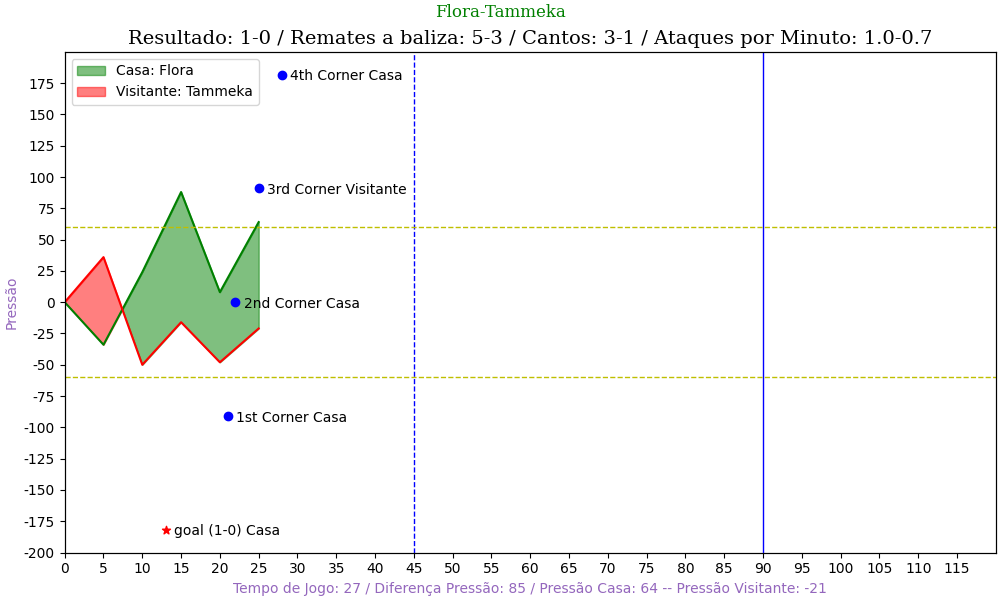 Flora-Tammeka
Resultado: 1-0 / Remates a baliza: 5-3 / Cantos: 3-1 / Ataques por Minuto: 1.0-0.7
Casa: Flora
Visitante: Tammeka
4th Corner Casa
3rd Corner Visitante
2nd Corner Casa
1st Corner Casa
goal (1-0) Casa
Pressão
175
150
125
100
75
50
25
0
-25
-50
-75
-100
-125
-150
-175
-200
0 5 10 15 20 25 30 35 40 45 50 55 60 65 70 75 80 85 90 95 100 105 110 115
Tempo de Jogo: 27 / Diferença Pressão: 85 / Pressão Casa: 64 -- Pressão Visitante: -21